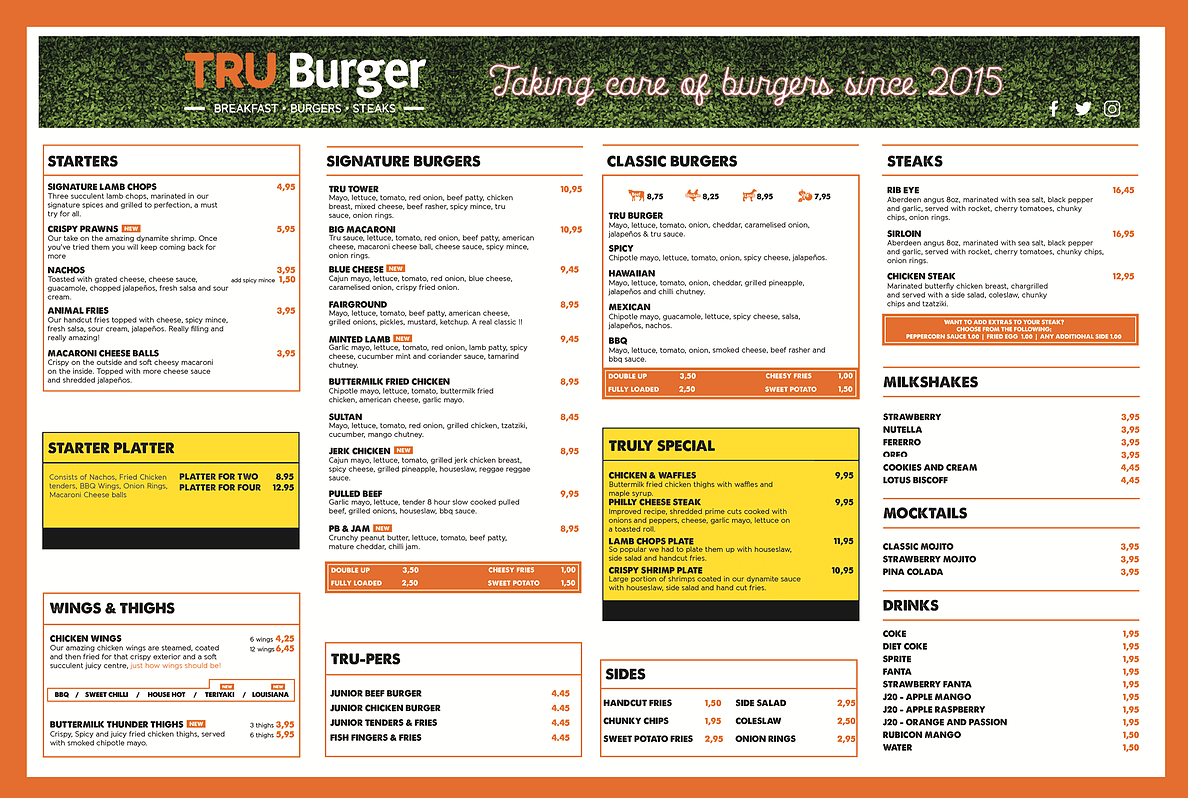 TRU Burger
BREAKFAST • BURGERS • STEAKS
Taking care of burgers since 2015
STARTERS
SIGNATURE LAMB CHOPS 4,95
Three succulent lamb chops, marinated in our
signature spices and grilled to perfection, a must
try for all.
CRISPY PRAWNS NEW 5,95
Our take on the amazing dynamite shrimp. Once
you've tried them you will keep coming back for
more
NACHOS 3,95
Toasted with grated cheese, cheese sauce, add spicy mince 1,50
guacamole, chopped jalapeños, fresh salsa and sour
cream.
ANIMAL FRIES 3,95
Our handcut fries topped with cheese, spicy mince,
fresh salsa, sour cream, jalapeños. Really filling and
really amazing!
MACARONI CHEESE BALLS 3,95
Crispy on the outside and soft cheesy macaroni
on the inside. Topped with more cheese sauce
and shredded jalapeños.
STARTER PLATTER
Consists of Nachos, Fried Chicken
tenders, BBQ Wings, Onion Rings,
Macaroni Cheese balls
PLATTER FOR TWO 8.95
PLATTER FOR FOUR 12.95
WINGS & THIGHS
CHICKEN WINGS 6 wings 4,25
Our amazing chicken wings are steamed, coated 12 wings 6,45
and then fried for that crispy exterior and a soft
succulent juicy centre, just how wings should be!
NEW NEW
BBQ / SWEET CHILLI / HOUSE HOT / TERIYAKI / LOUISIANA
BUTTERMILK THUNDER THIGHS NEW 3 thighs 3,95
Crispy, Spicy and juicy fried chicken thighs, served 6 thighs 5,95
with smoked chipotle mayo.
SIGNATURE BURGERS
TRU TOWER 10,95
Mayo, lettuce, tomato, red onion, beef patty, chicken
breast, mixed cheese, beef rasher, spicy mince, tru
sauce, onion rings.
BIG MACARONI 10,95
Tru sauce, lettuce, tomato, red onion, beef patty, american
cheese, macaroni cheese ball, cheese sauce, spicy mince,
onion rings.
BLUE CHEESE NEW 9,45
Cajun mayo, lettuce, tomato, red onion, blue cheese,
caramelised onion, crispy fried onion.
FAIRGROUND 8,95
Mayo, lettuce, tomato, beef patty, american cheese,
grilled onions, pickles, mustard, ketchup. A real classic !!
MINTED LAMB NEW 9,45
Garlic mayo, lettuce, tomato, red onion, lamb patty, spicy
cheese, cucumber mint and coriander sauce, tamarind
chutney.
BUTTERMILK FRIED CHICKEN 8,95
Chipotle mayo, lettuce, tomato, buttermilk fried
chicken, american cheese, garlic mayo.
SULTAN 8,45
Mayo, lettuce, tomato, red onion, grilled chicken, tzatziki,
cucumber, mango chutney.
JERK CHICKEN NEW 8,95
Cajun mayo, lettuce, tomato, grilled jerk chicken breast,
spicy cheese, grilled pineapple, houseslaw, reggae reggae
sauce.
PULLED BEEF 9,95
Garlic mayo, lettuce, tender 8 hour slow cooked pulled
beef, grilled onions, houseslaw, bbq sauce.
PB & JAM NEW 8,95
Crunchy peanut butter, lettuce, tomato, beef patty,
mature cheddar, chilli jam.
DOUBLE UP 3,50 CHEESY FRIES 1,00
FULLY LOADED 2,50 SWEET POTATO 1,50
TRU-PERS
JUNIOR BEEF BURGER 4.45
JUNIOR CHICKEN BURGER 4.45
JUNIOR TENDERS & FRIES 4.45
FISH FINGERS & FRIES 4.45
CLASSIC BURGERS
8,75 8,25 8,95 7,95
TRU BURGER
Mayo, lettuce, tomato, onion, cheddar, caramelised onion,
jalapeños & tru sauce.
SPICY
Chipotle mayo, lettuce, tomato, onion, spicy cheese, jalapeños.
HAWAIIAN
Mayo, lettuce, tomato, onion, cheddar, grilled pineapple,
jalapeños and chilli chutney.
MEXICAN
Chipotle mayo, guacamole, lettuce, spicy cheese, salsa,
jalapeños, nachos.
BBQ
Mayo, lettuce, tomato, onion, smoked cheese, beef rasher and
bbq sauce.
DOUBLE UP 3,50 CHEESY FRIES 1,00
FULLY LOADED 2,50 SWEET POTATO 1,50
TRULY SPECIAL
CHICKEN & WAFFLES 9,95
Buttermilk fried chicken thighs with waffles and
maple syrup.
PHILLY CHEESE STEAK 9,95
Improved recipe, shredded prime cuts cooked with
onions and peppers, cheese, garlic mayo, lettuce on
a toasted roll.
LAMB CHOPS PLATE 11,95
So popular we had to plate them up with houseslaw,
side salad and handcut fries.
CRISPY SHRIMP PLATE 10,95
Large portion of shrimps coated in our dynamite sauce
with houseslaw, side salad and hand cut fries.
SIDES
HANDCUT FRIES 1,50 SIDE SALAD 2,95
CHUNKY CHIPS 1,95 COLESLAW 2,50
SWEET POTATO FRIES 2,95 ONION RINGS 2,95
STEAKS
RIB EYE 16,45
Aberdeen angus 8oz, marinated with sea salt, black pepper
and garlic, served with rocket, cherry tomatoes, chunky
chips, onion rings.
SIRLOIN 16,95
Aberdeen angus 8oz, marinated with sea salt, black pepper
and garlic, served with rocket, cherry tomatoes, chunky chips,
onion rings.
CHICKEN STEAK 12,95
Marinated butterfly chicken breast, chargrilled
and served with a side salad, coleslaw, chunky
chips and tzatziki.
WANT TO ADD EXTRAS TO YOUR STEAK?
CHOOSE FROM THE FOLLOWING:
PEPPERCORN SAUCE 1.00 | FRIED EGG 1.00 | ANY ADDITIONAL SIDE 1.00
MILKSHAKES
STRAWBERRY 3,95
NUTELLA 3,95
FERERRO 3,95
OREO 3,95
COOKIES AND CREAM 4,45
LOTUS BISCOFF 4,45
MOCKTAILS
CLASSIC MOJITO 3,95
STRAWBERRY MOJITO 3,95
PINA COLADA 3,95
DRINKS
COKE 1,95
DIET COKE 1,95
SPRITE 1,95
FANTA 1,95
STRAWBERRY FANTA 1,95
J20 - APPLE MANGO 1,95
J20 - APPLE RASPBERRY 1,95
J20 - ORANGE AND PASSION 1,95
RUBICON MANGO 1,50
WATER 1,50